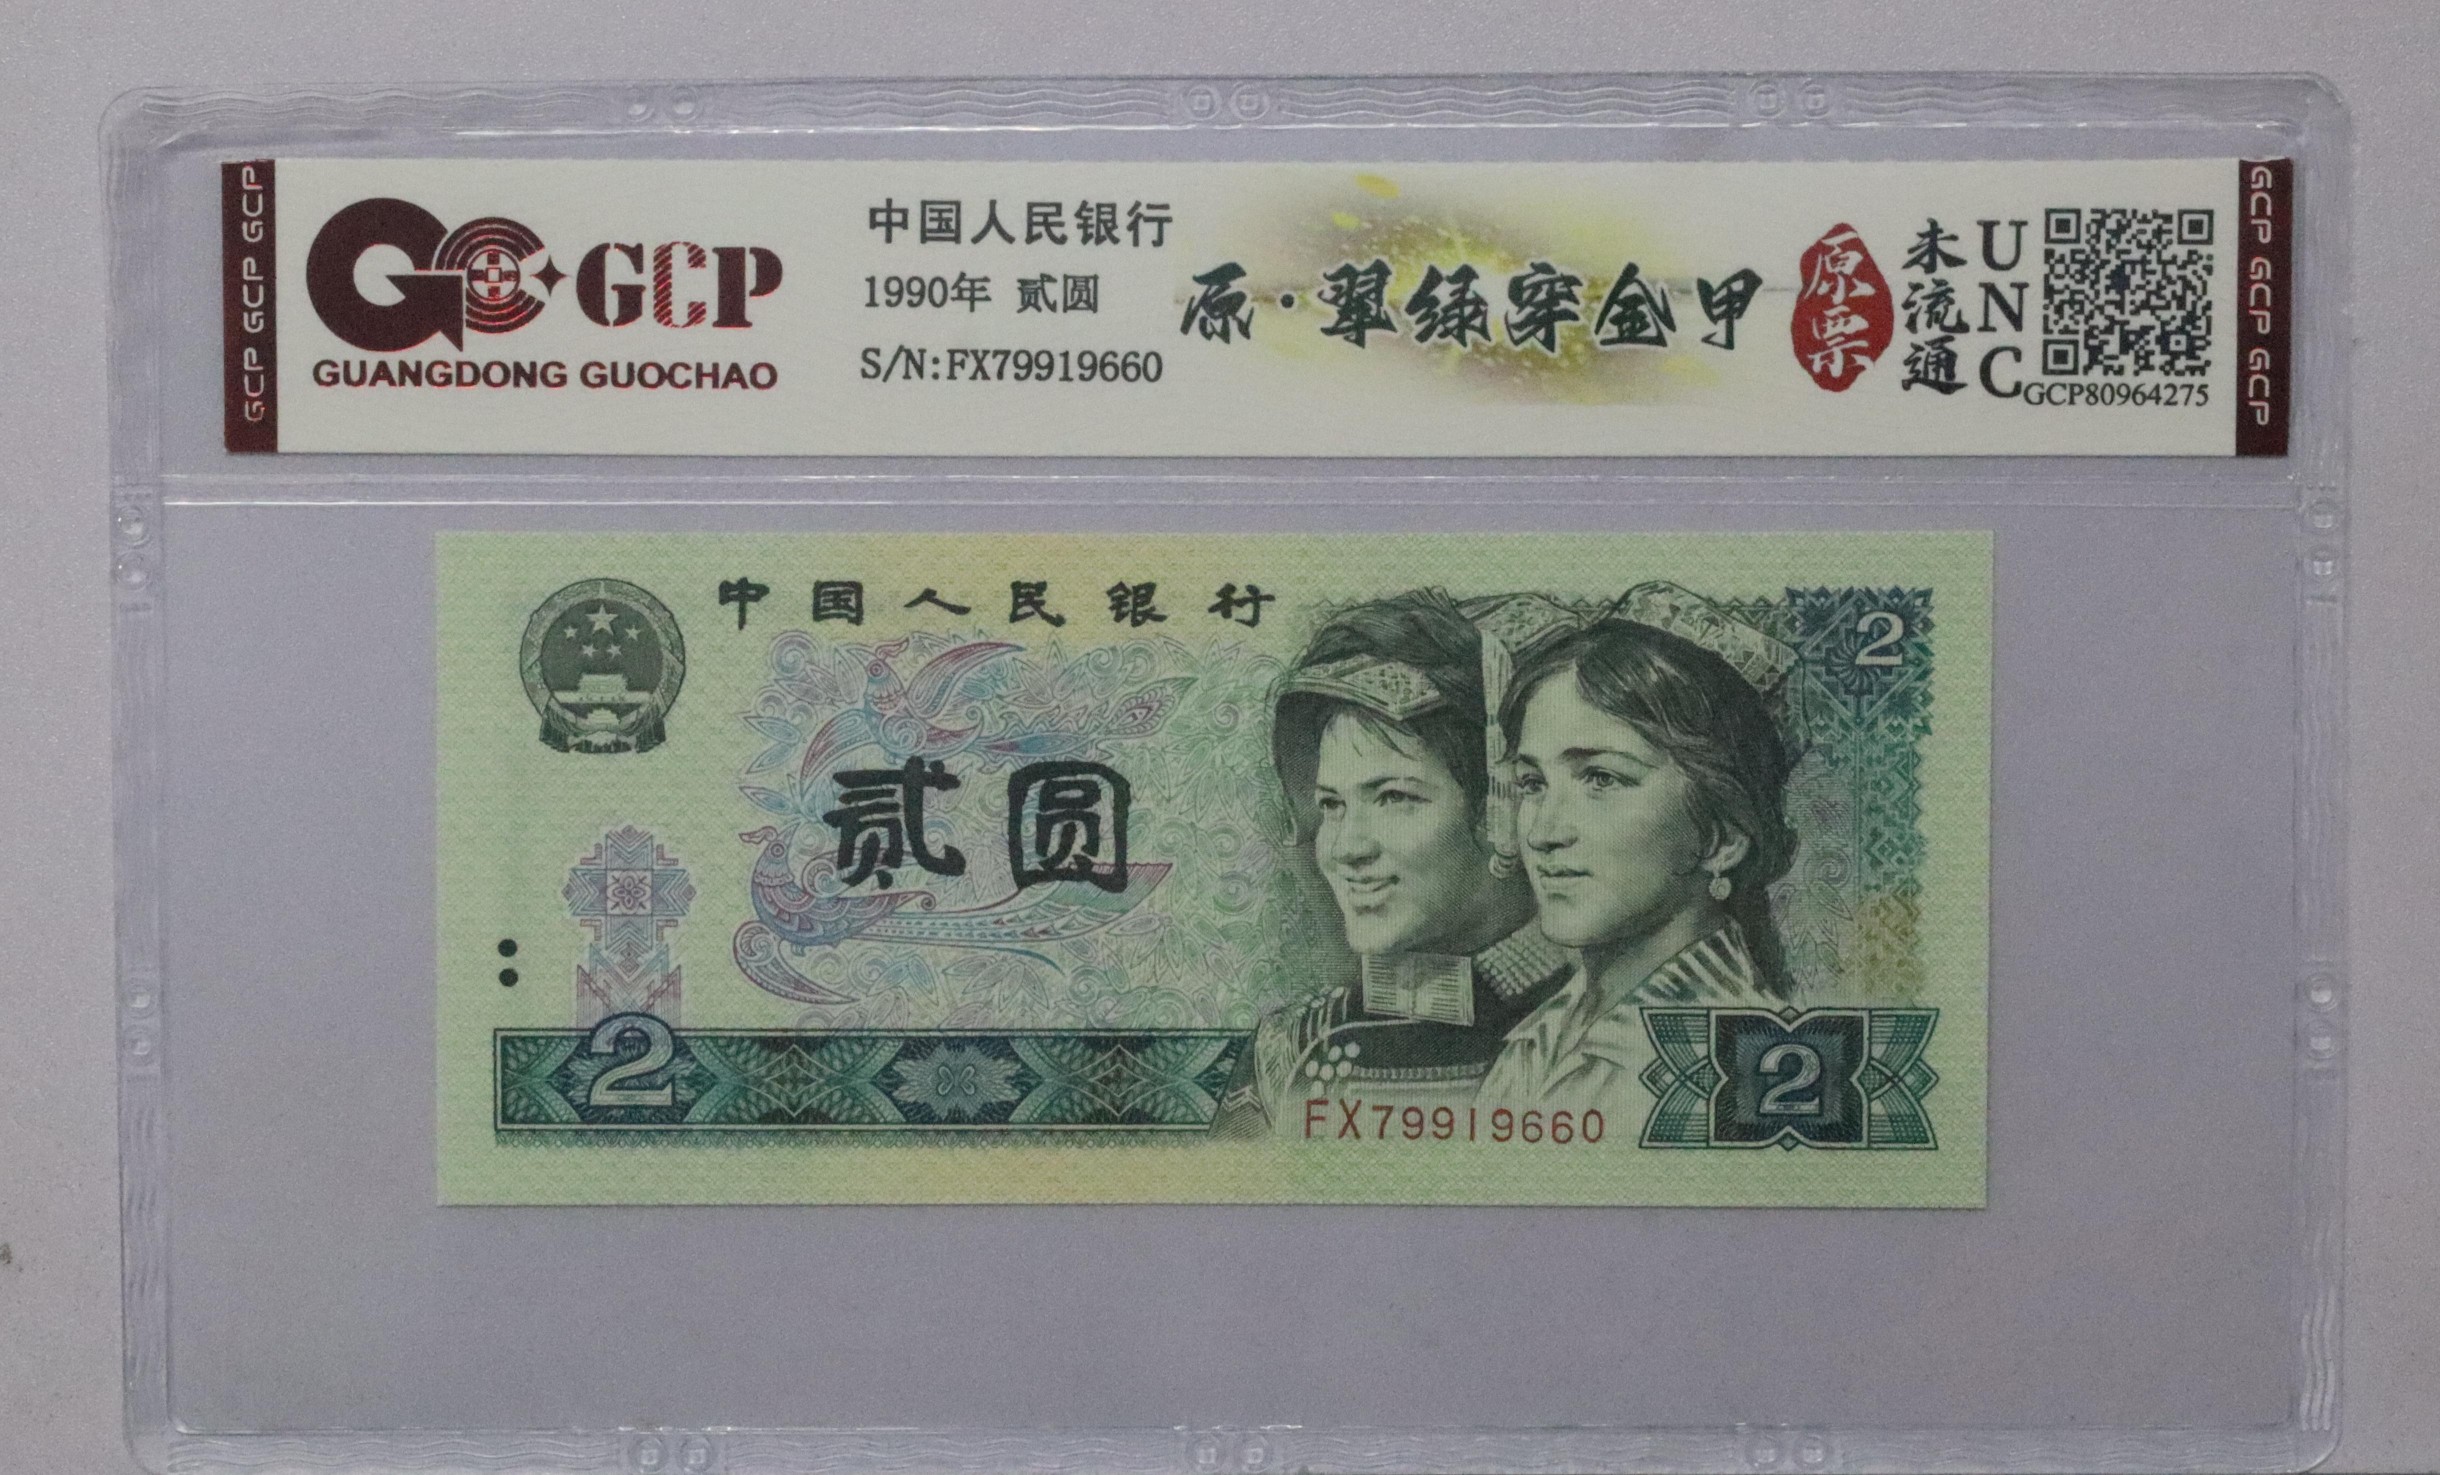 GCP GCP GCP
GCP
GUANGDONG GUOCHAO
中国人民银行
1990年 贰圆
S/N:FX79919660
原·翠绿穿金甲
原票
未流通
UNC
GCP80964275
GCP GCP GCP
中国人民银行
2
贰圆
2
2
FX79919660